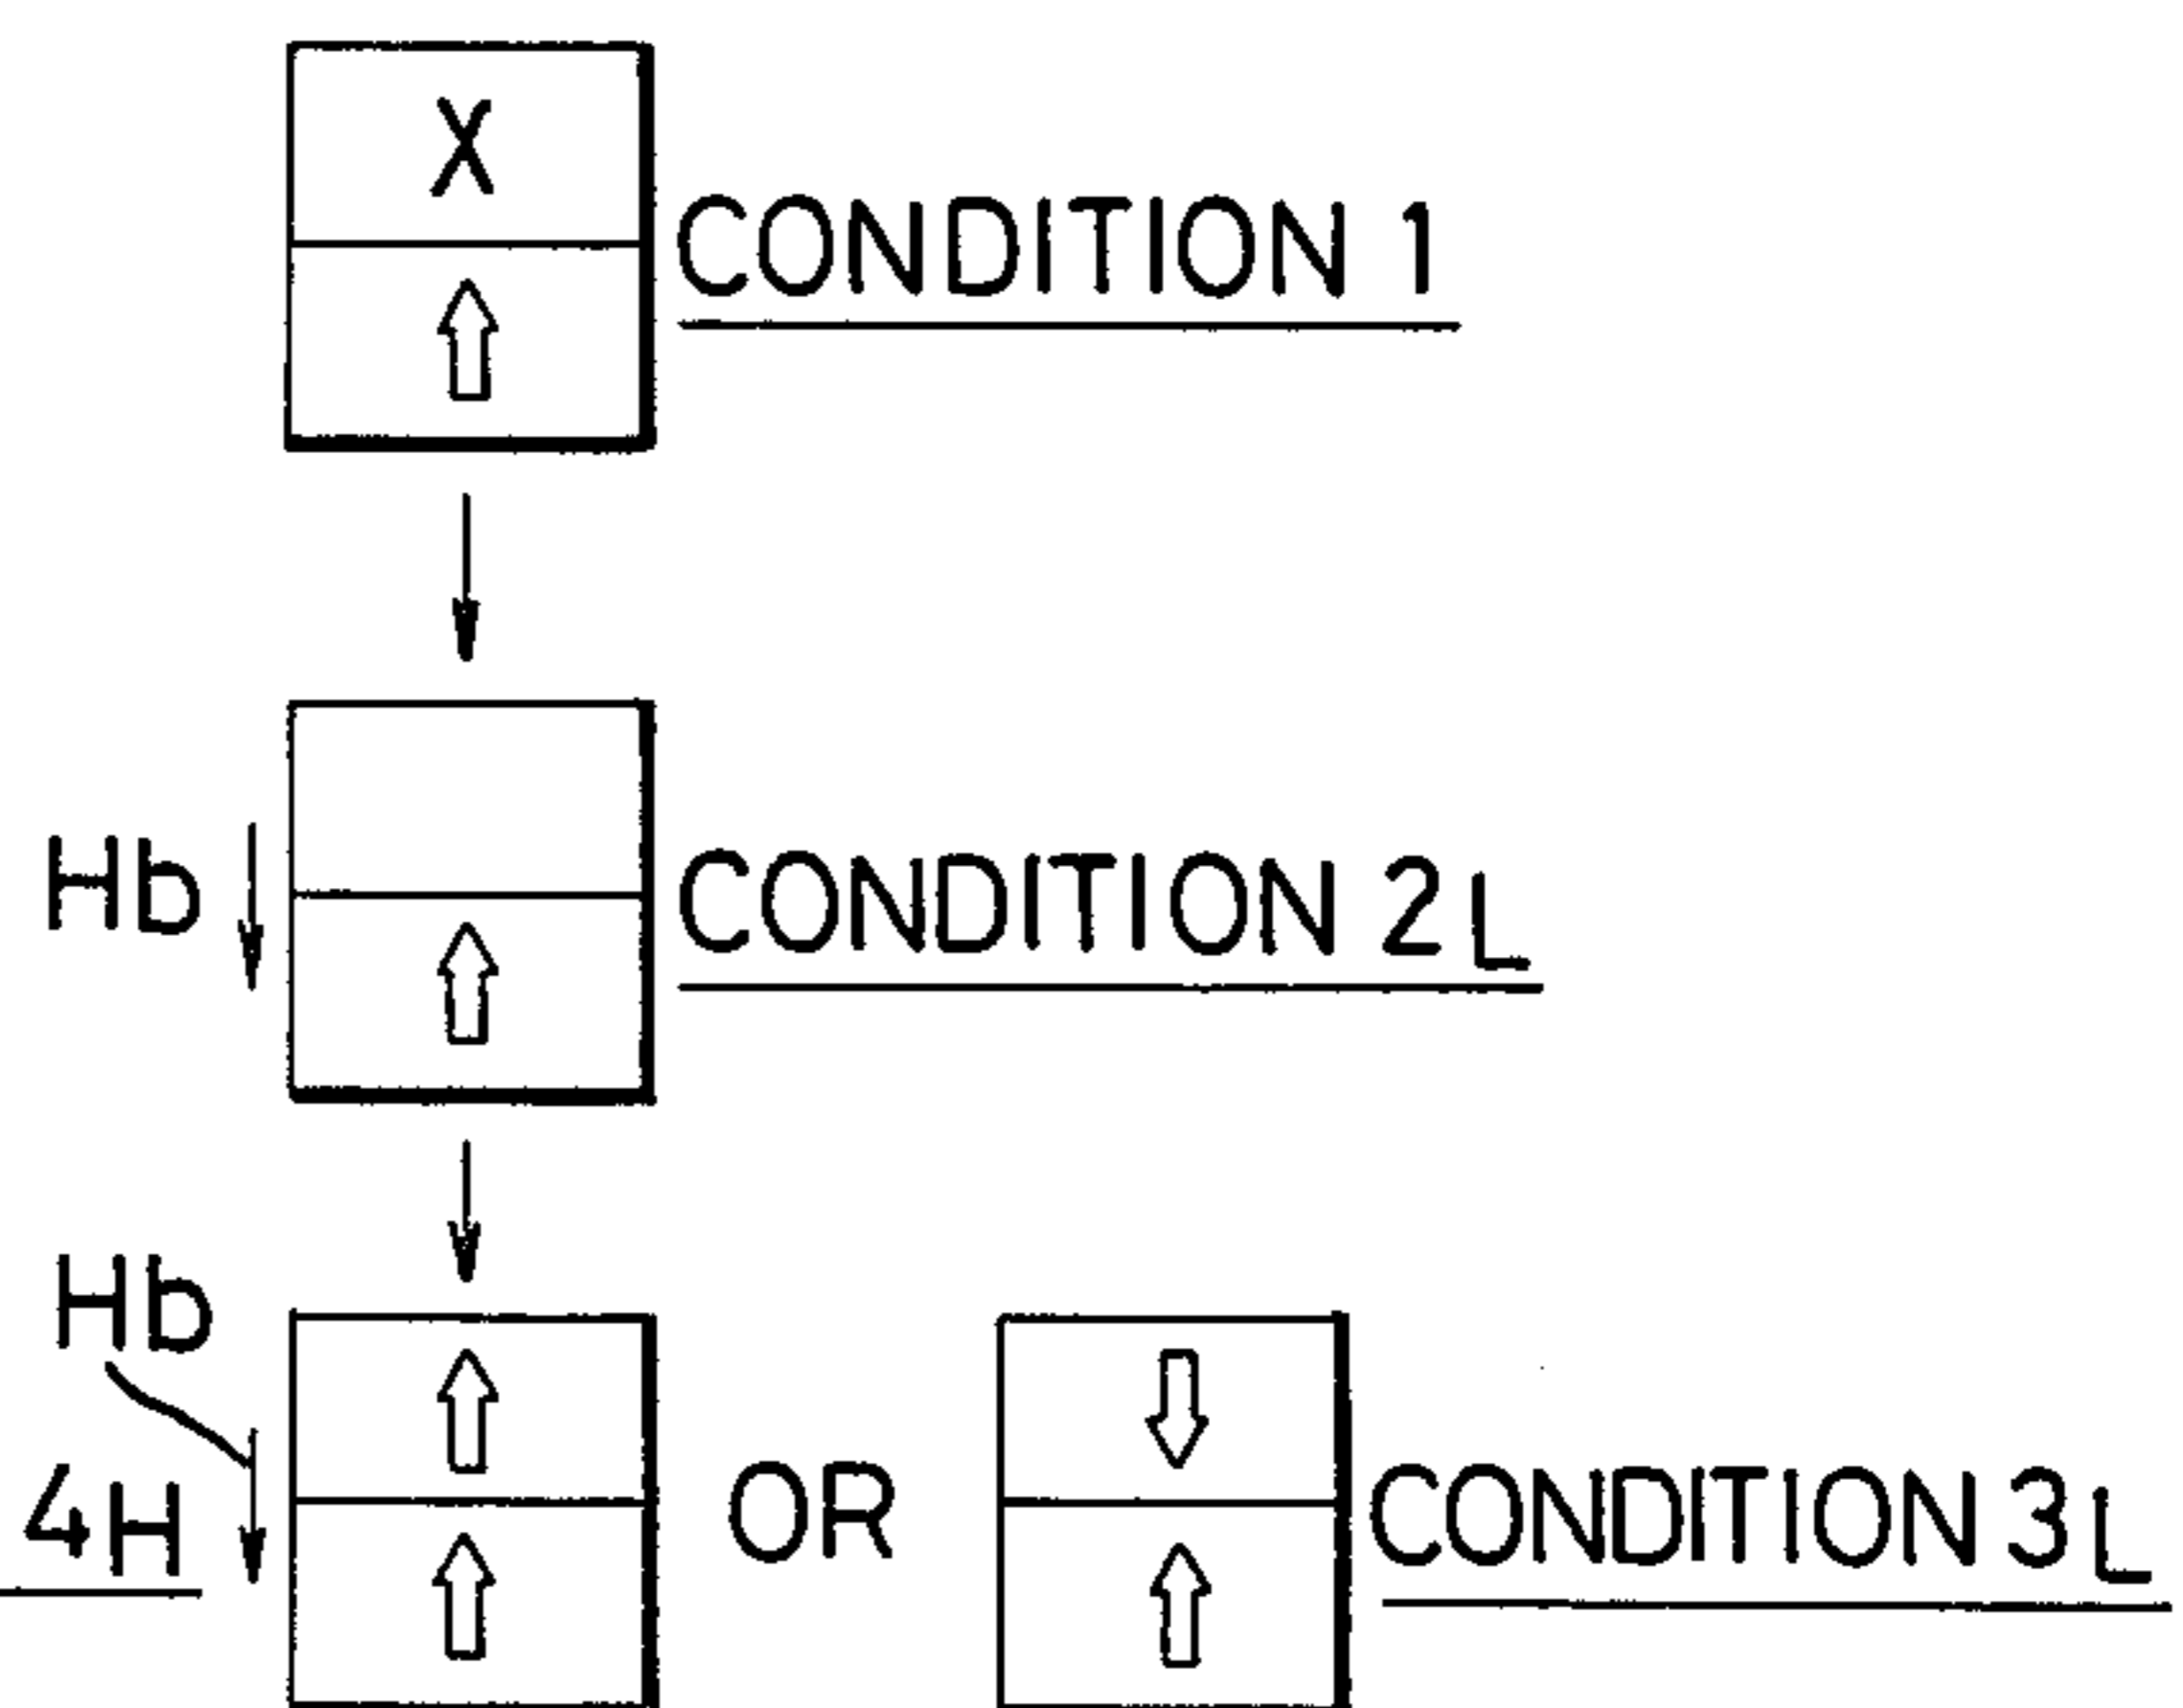 X
CONDITION 1
Hb
CONDITION 2L
Hb
4H
OR
CONDITION 3L